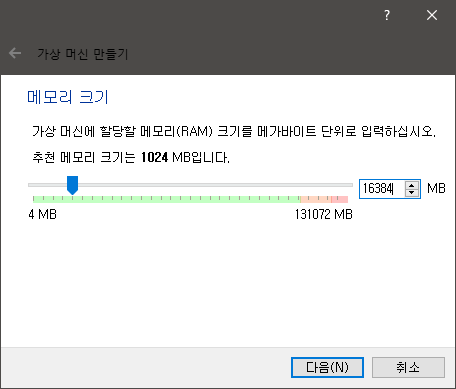 ?
가상 머신 만들기
메모리 크기
가상 머신에 할당할 메모리(RAM) 크기를 메가바이트 단위로 입력하십시오.
추천 메모리 크기는 1024 MB입니다.
16384 MB
4 MB 131072 MB
다음(N) 취소